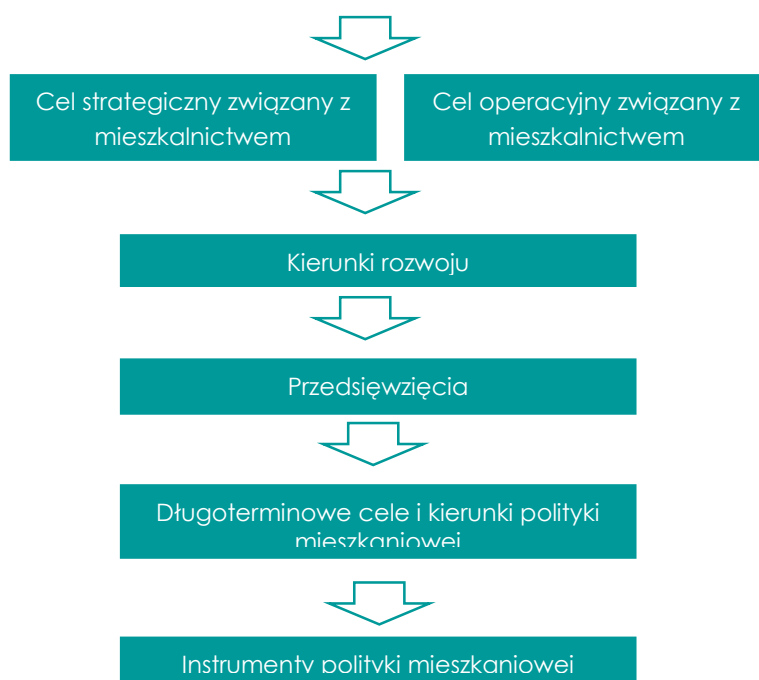 Cel strategiczny związany z
mieszkalnictwem
Cel operacyjny związany z
mieszkalnictwem
Kierunki rozwoju
Przedsięwzięcia
Długoterminowe cele i kierunki polityki
mieszkaniowej
Instrumenty polityki mieszkaniowej